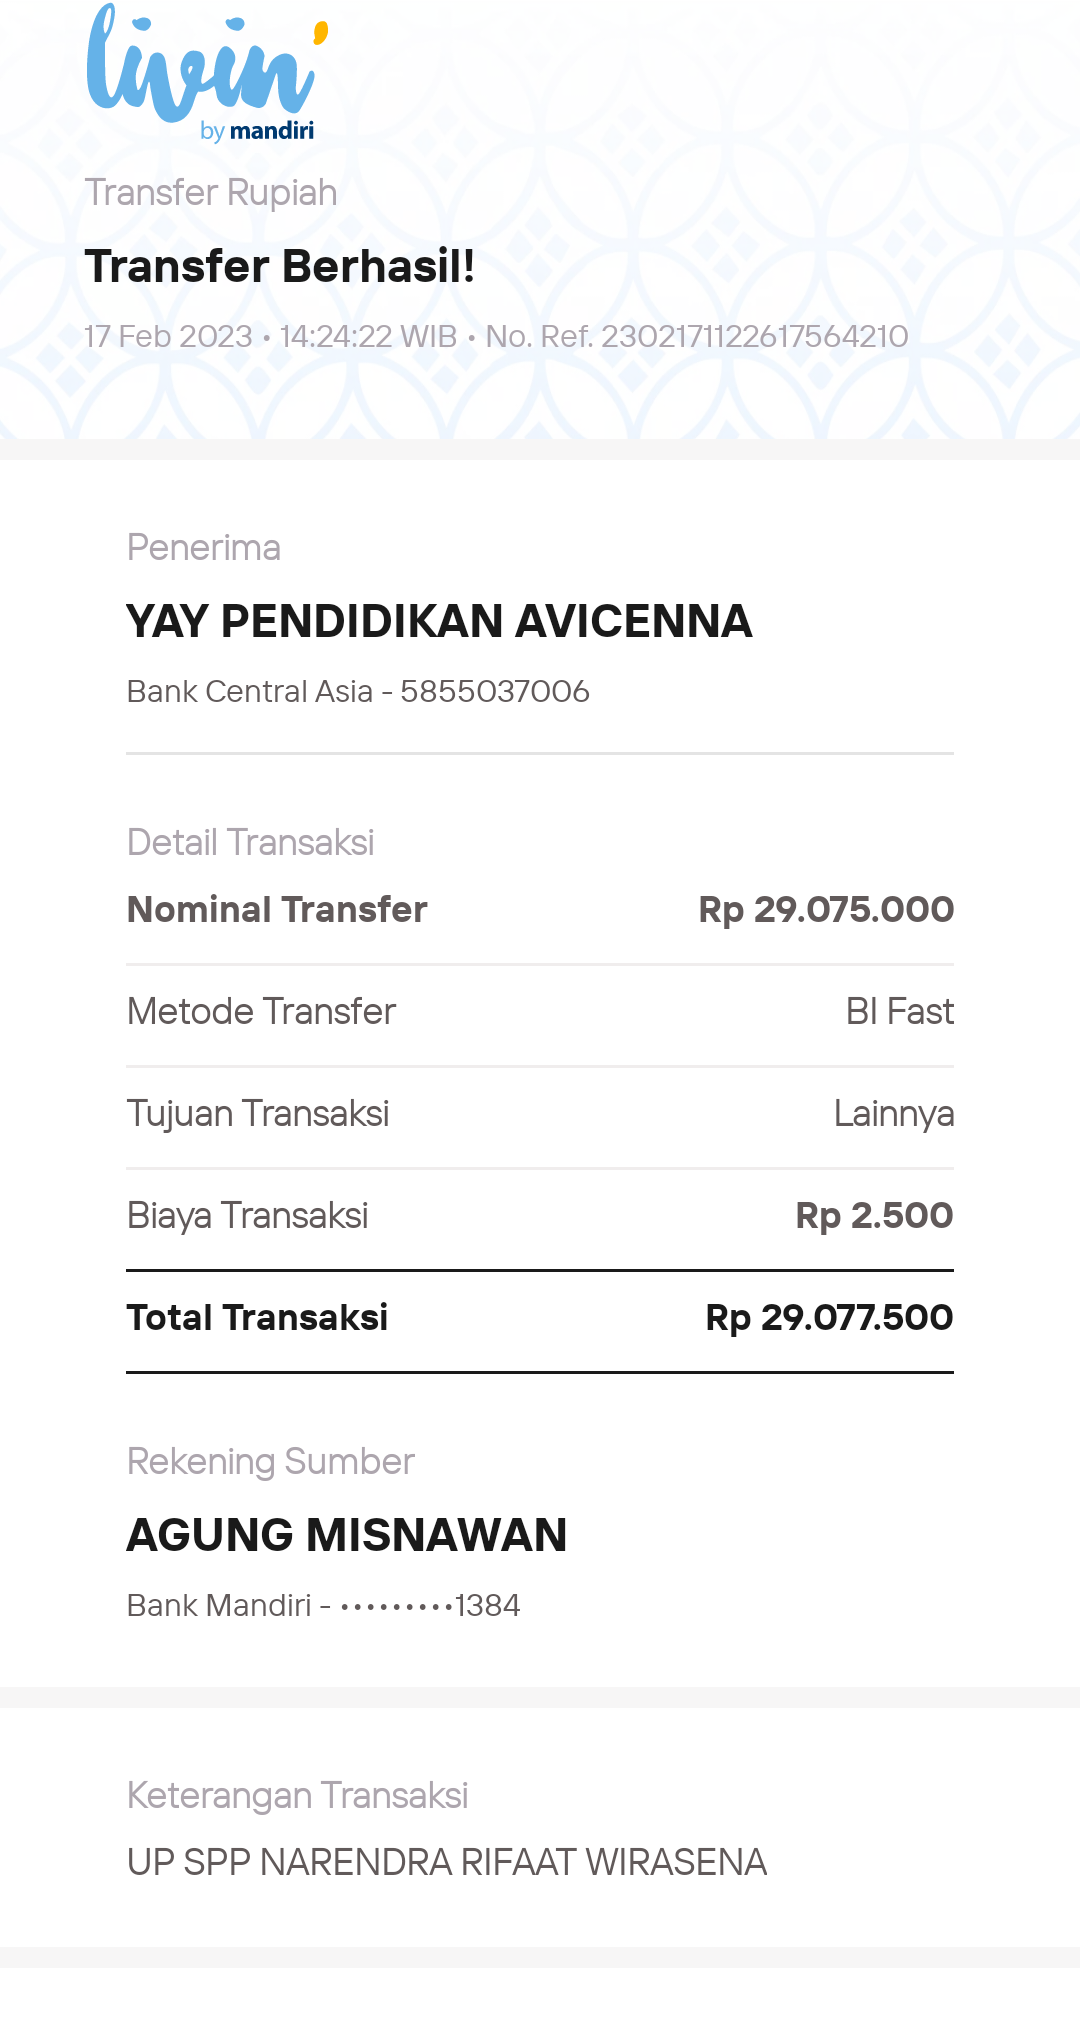 livin'
by mandiri
Transfer Rupiah
Transfer Berhasil!
17 Feb 2023 • 14:24:22 WIB • No. Ref. 2302171122617564210
Penerima
YAY PENDIDIKAN AVICENNA
Bank Central Asia - 5855037006
Detail Transaksi
Nominal Transfer Rp 29.075.000
Metode Transfer BI Fast
Tujuan Transaksi Lainnya
Biaya Transaksi Rp 2.500
Total Transaksi Rp 29.077.500
Rekening Sumber
AGUNG MISNAWAN
Bank Mandiri - •••••••••1384
Keterangan Transaksi
UP SPP NARENDRA RIFAAT WIRASENA